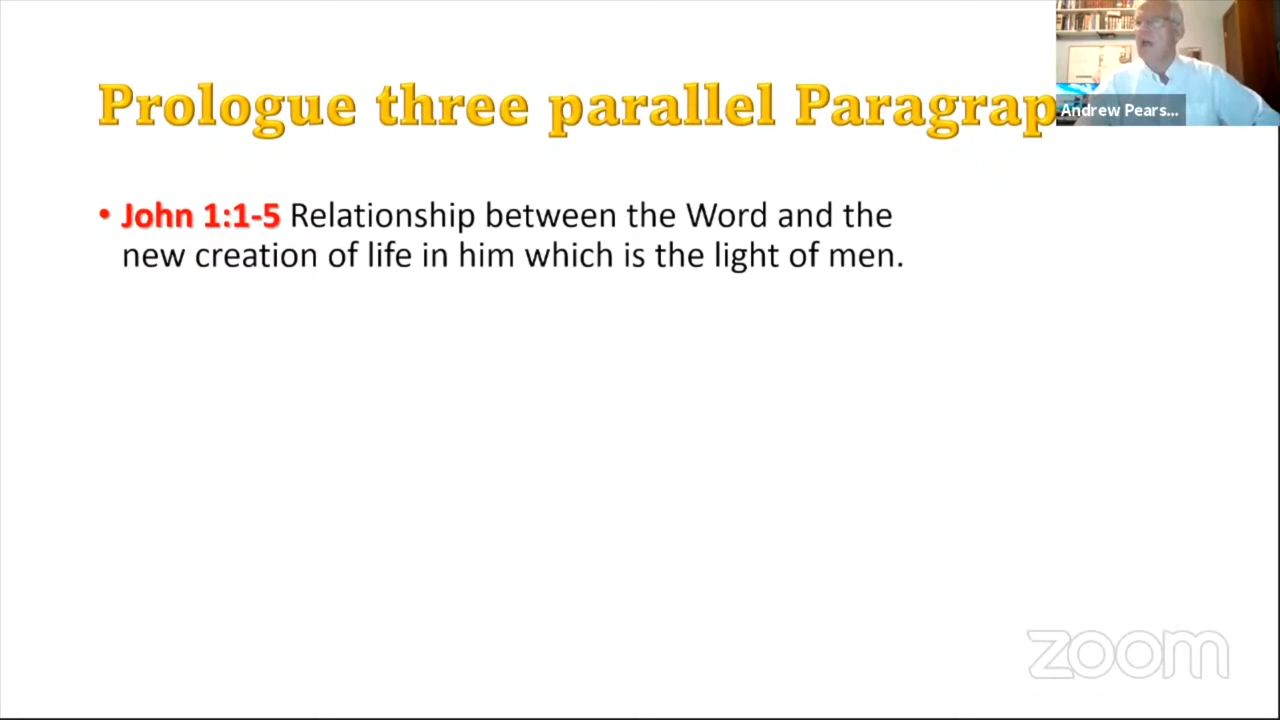 Prologue three parallel Paragrap
Andrew Pears...
• John 1:1-5 Relationship between the Word and the
new creation of life in him which is the light of men.
zoom